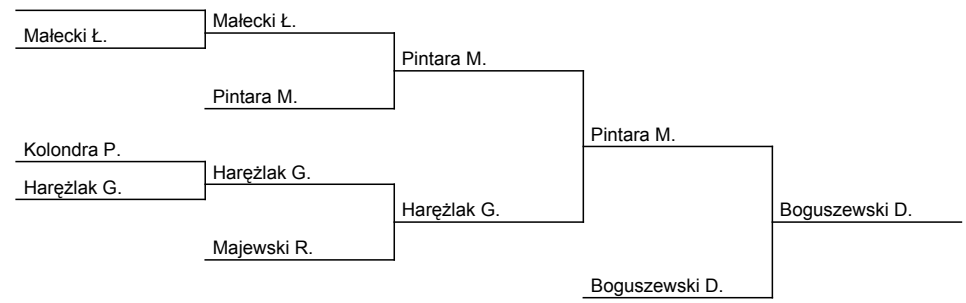 Małecki Ł.
Małecki Ł.
Pintara M.
Pintara M.
Pintara M.
Kolondra P.
Harężlak G.
Harężlak G.
Harężlak G.
Boguszewski D.
Majewski R.
Boguszewski D.